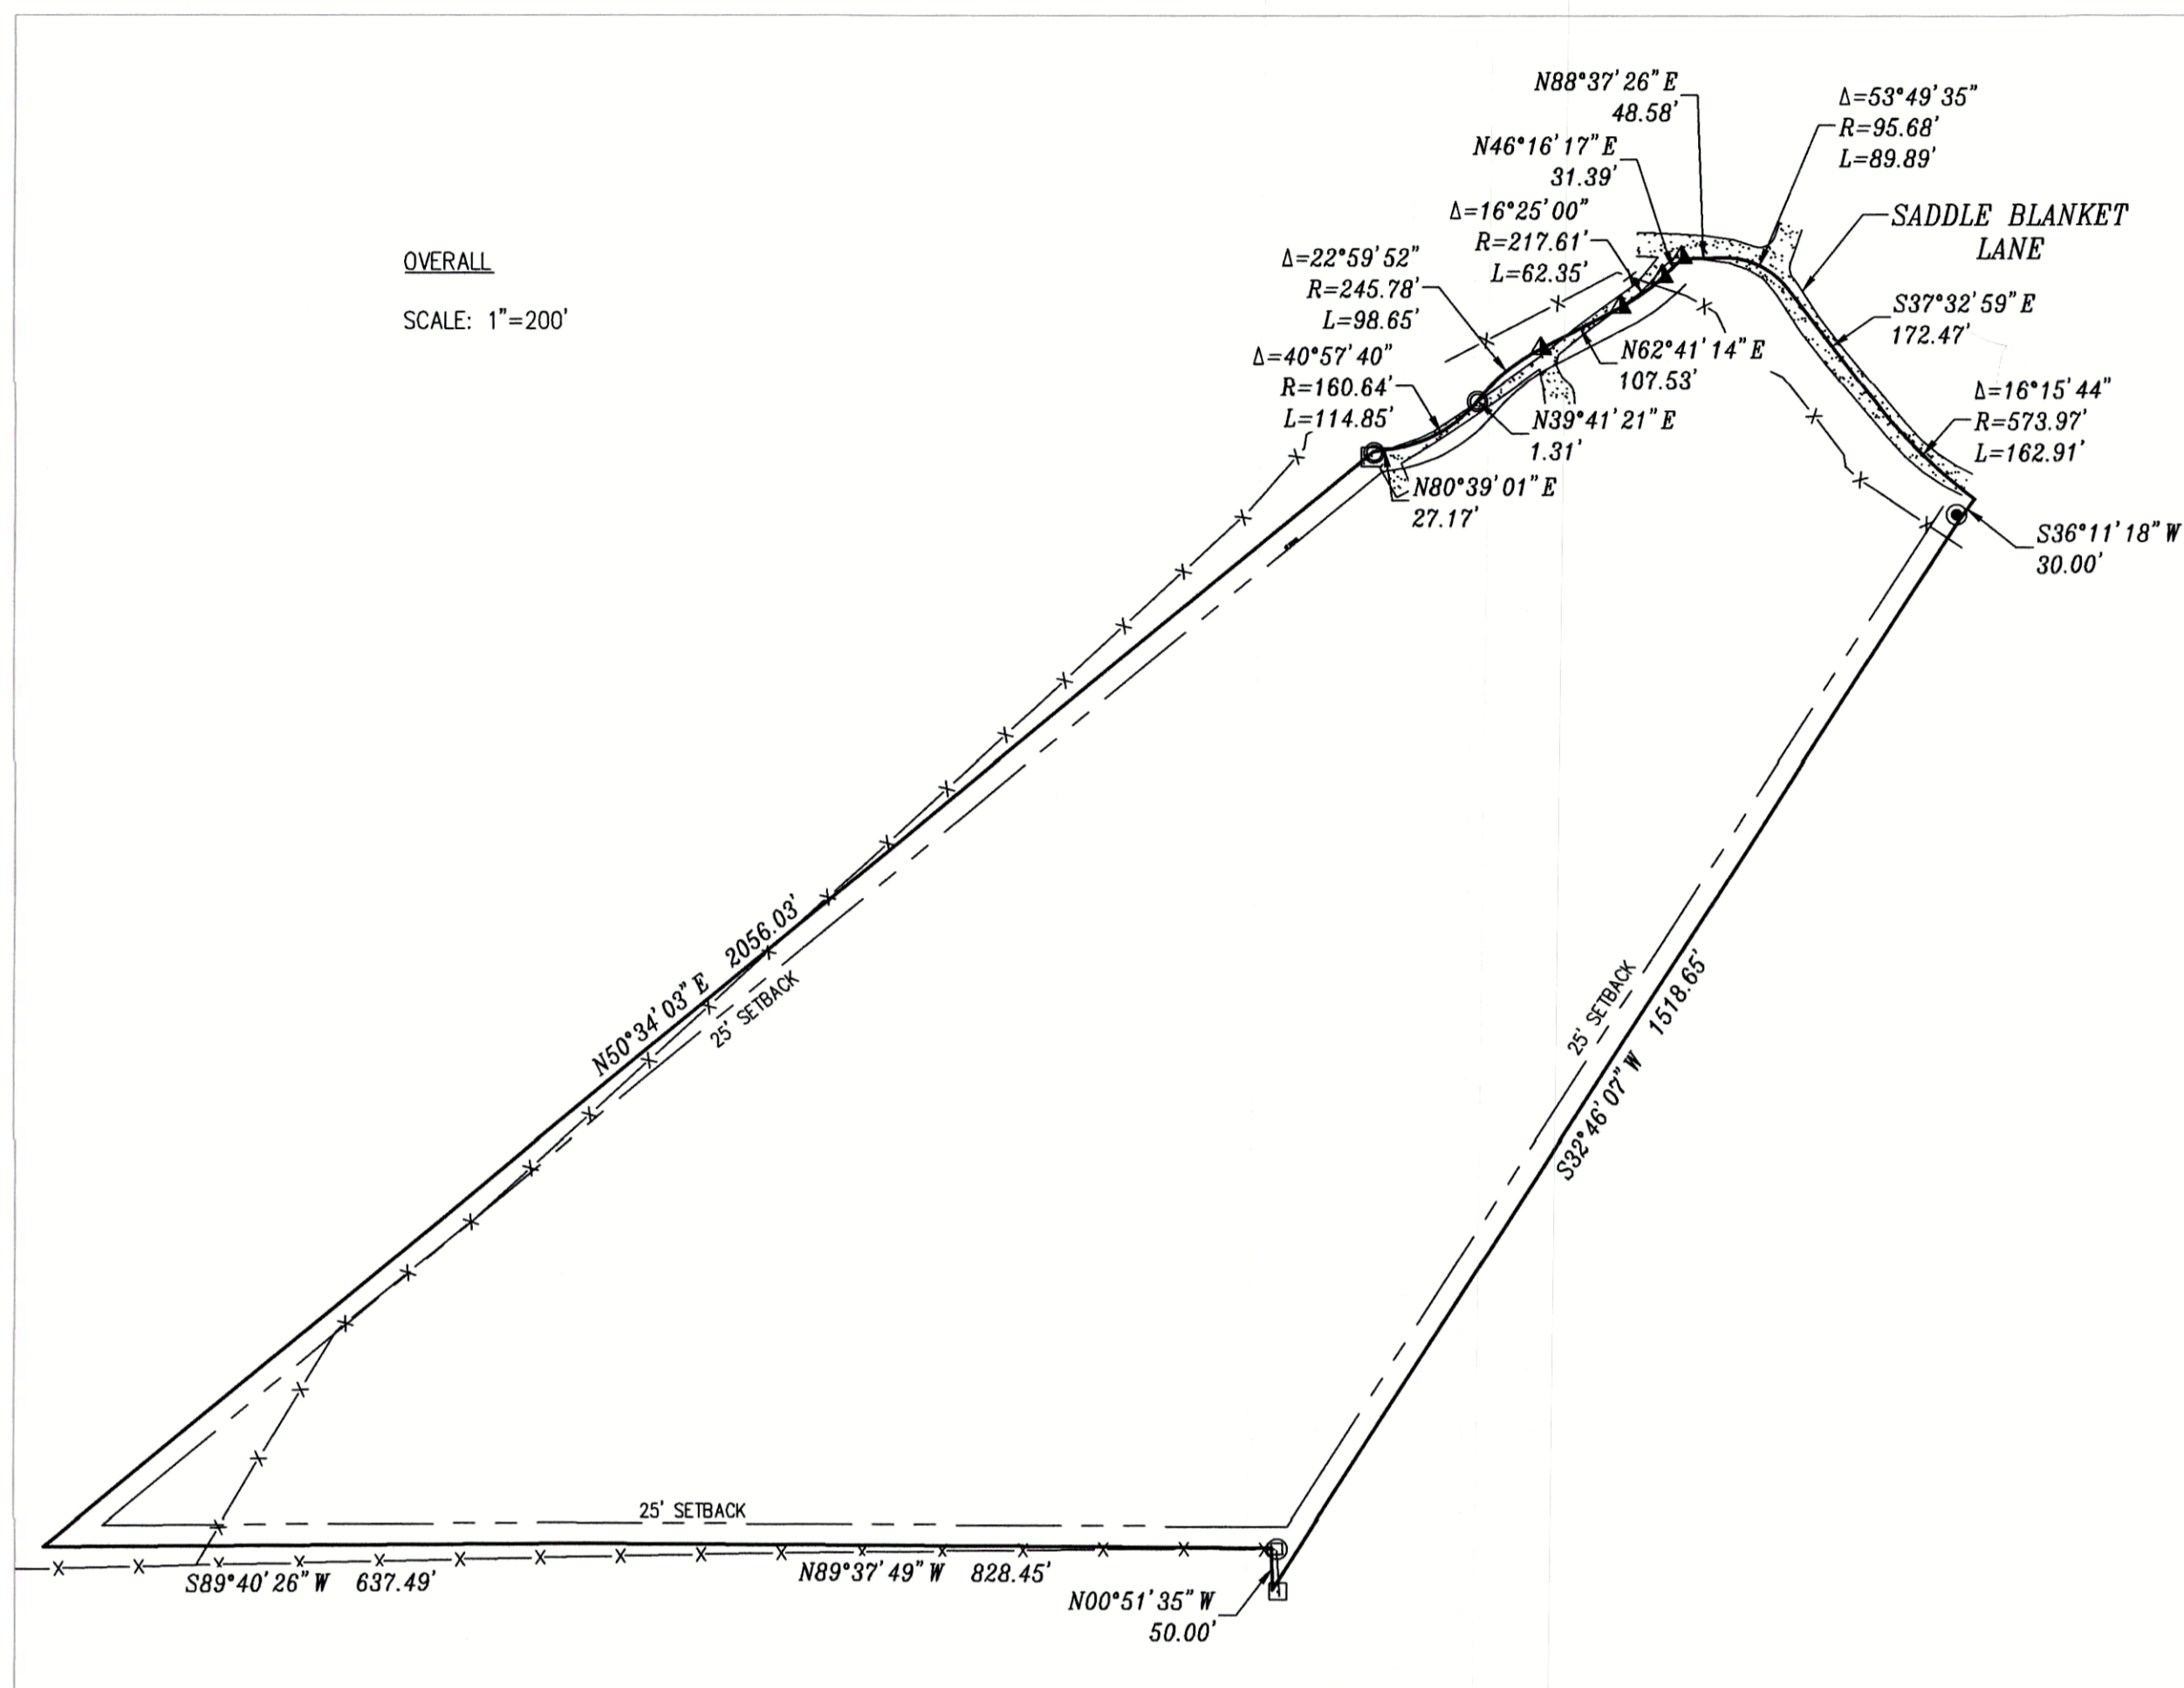 N88°37'26"E
48.58'
Δ=53°49'35"
R=95.68'
L=89.89'
N46°16'17"E
31.39'
Δ=16°25'00"
R=217.61'
L=62.35'
SADDLE BLANKET
LANE
OVERALL
SCALE: 1"=200'
Δ=22°59'52"
R=245.78'
L=98.65'
S37°32'59"E
172.47'
Δ=40°57'40"
R=160.64'
L=114.85'
N62°41'14"E
107.53'
Δ=16°15'44"
R=573.97'
L=162.91'
N39°41'21"E
1.31'
N80°39'01"E
27.17'
S36°11'18"W
30.00'
N50°34'03"E 2056.03'
25' SETBACK
25' SETBACK
S32°46'07"W 1518.65'
25' SETBACK
S89°40'26"W 637.49'
N89°37'49"W 828.45'
N00°51'35"W
50.00'